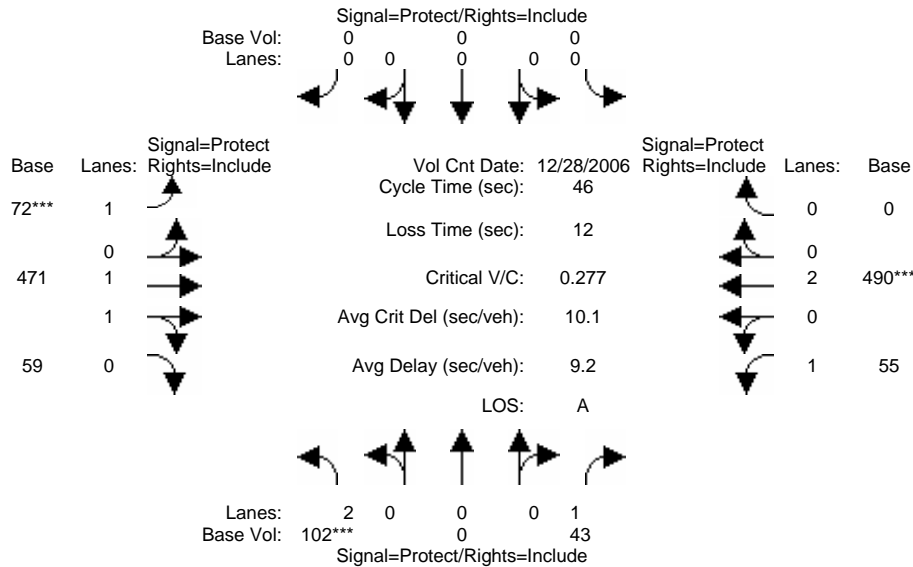 Signal=Protect/Rights=Include
Base Vol: 0 0 0
Lanes: 0 0 0 0 0
Signal=Protect Signal=Protect
Base Lanes: Rights=Include Vol Cnt Date: 12/28/2006 Rights=Include Lanes: Base
Cycle Time (sec): 46
72*** 1 0 0
Loss Time (sec): 12
0 0
471 1 Critical V/C: 0.277 2 490***
1 Avg Crit Del (sec/veh): 10.1 0
59 0 Avg Delay (sec/veh): 9.2 1 55
LOS: A
Lanes: 2 0 0 0 1
Base Vol: 102*** 0 43
Signal=Protect/Rights=Include